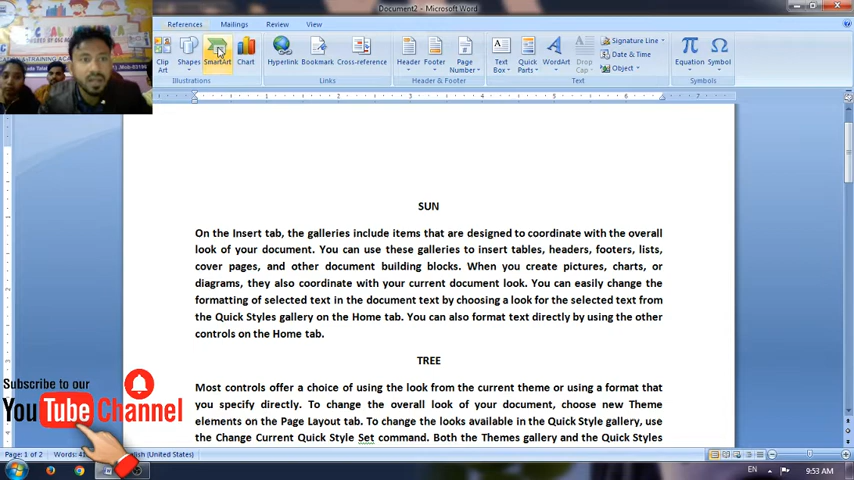 Document2 - Microsoft Word
References Mailings Review View
Clip Art Shapes SmartArt Chart Hyperlink Bookmark Cross-reference Header Footer Page Number Text Box Quick Parts WordArt Drop Cap Signature Line Date & Time Object Equation Symbol
Illustrations Links Header & Footer Text Symbols
SUN
On the Insert tab, the galleries include items that are designed to coordinate with the overall
look of your document. You can use these galleries to insert tables, headers, footers, lists,
cover pages, and other document building blocks. When you create pictures, charts, or
diagrams, they also coordinate with your current document look. You can easily change the
formatting of selected text in the document text by choosing a look for the selected text from
the Quick Styles gallery on the Home tab. You can also format text directly by using the other
controls on the Home tab.
TREE
Most controls offer a choice of using the look from the current theme or using a format that
you specify directly. To change the overall look of your document, choose new Theme
elements on the Page Layout tab. To change the looks available in the Quick Style gallery, use
the Change Current Quick Style Set command. Both the Themes gallery and the Quick Styles
Subscribe to our
YouTube Channel
Page: 1 of 2 Words: English (United States)
EN 9:53 AM